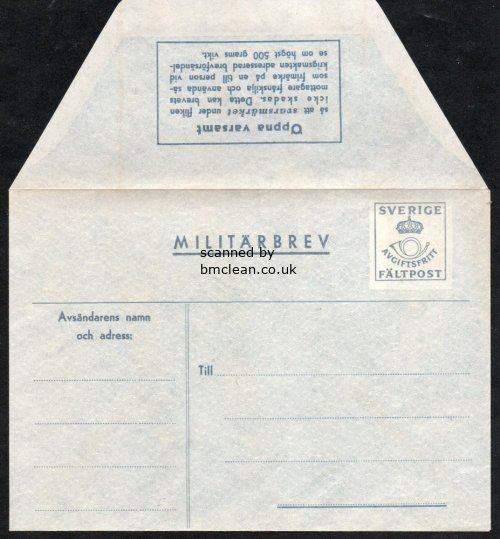 Öppna varsamt
så att svarsmärket under fliken
icke skadas. Detta kan brevets
mottagare frånskilja och använda så-
som frimärke på en till person vid
krigsmakten adresserad brevförsändel-
se om högst 500 grams vikt.
SVERIGE
AVGIFTSFRITT
FÄLTPOST
MILITÄRBREV
scanned by
bmclean.co.uk
Avsändarens namn
och adress:
Till